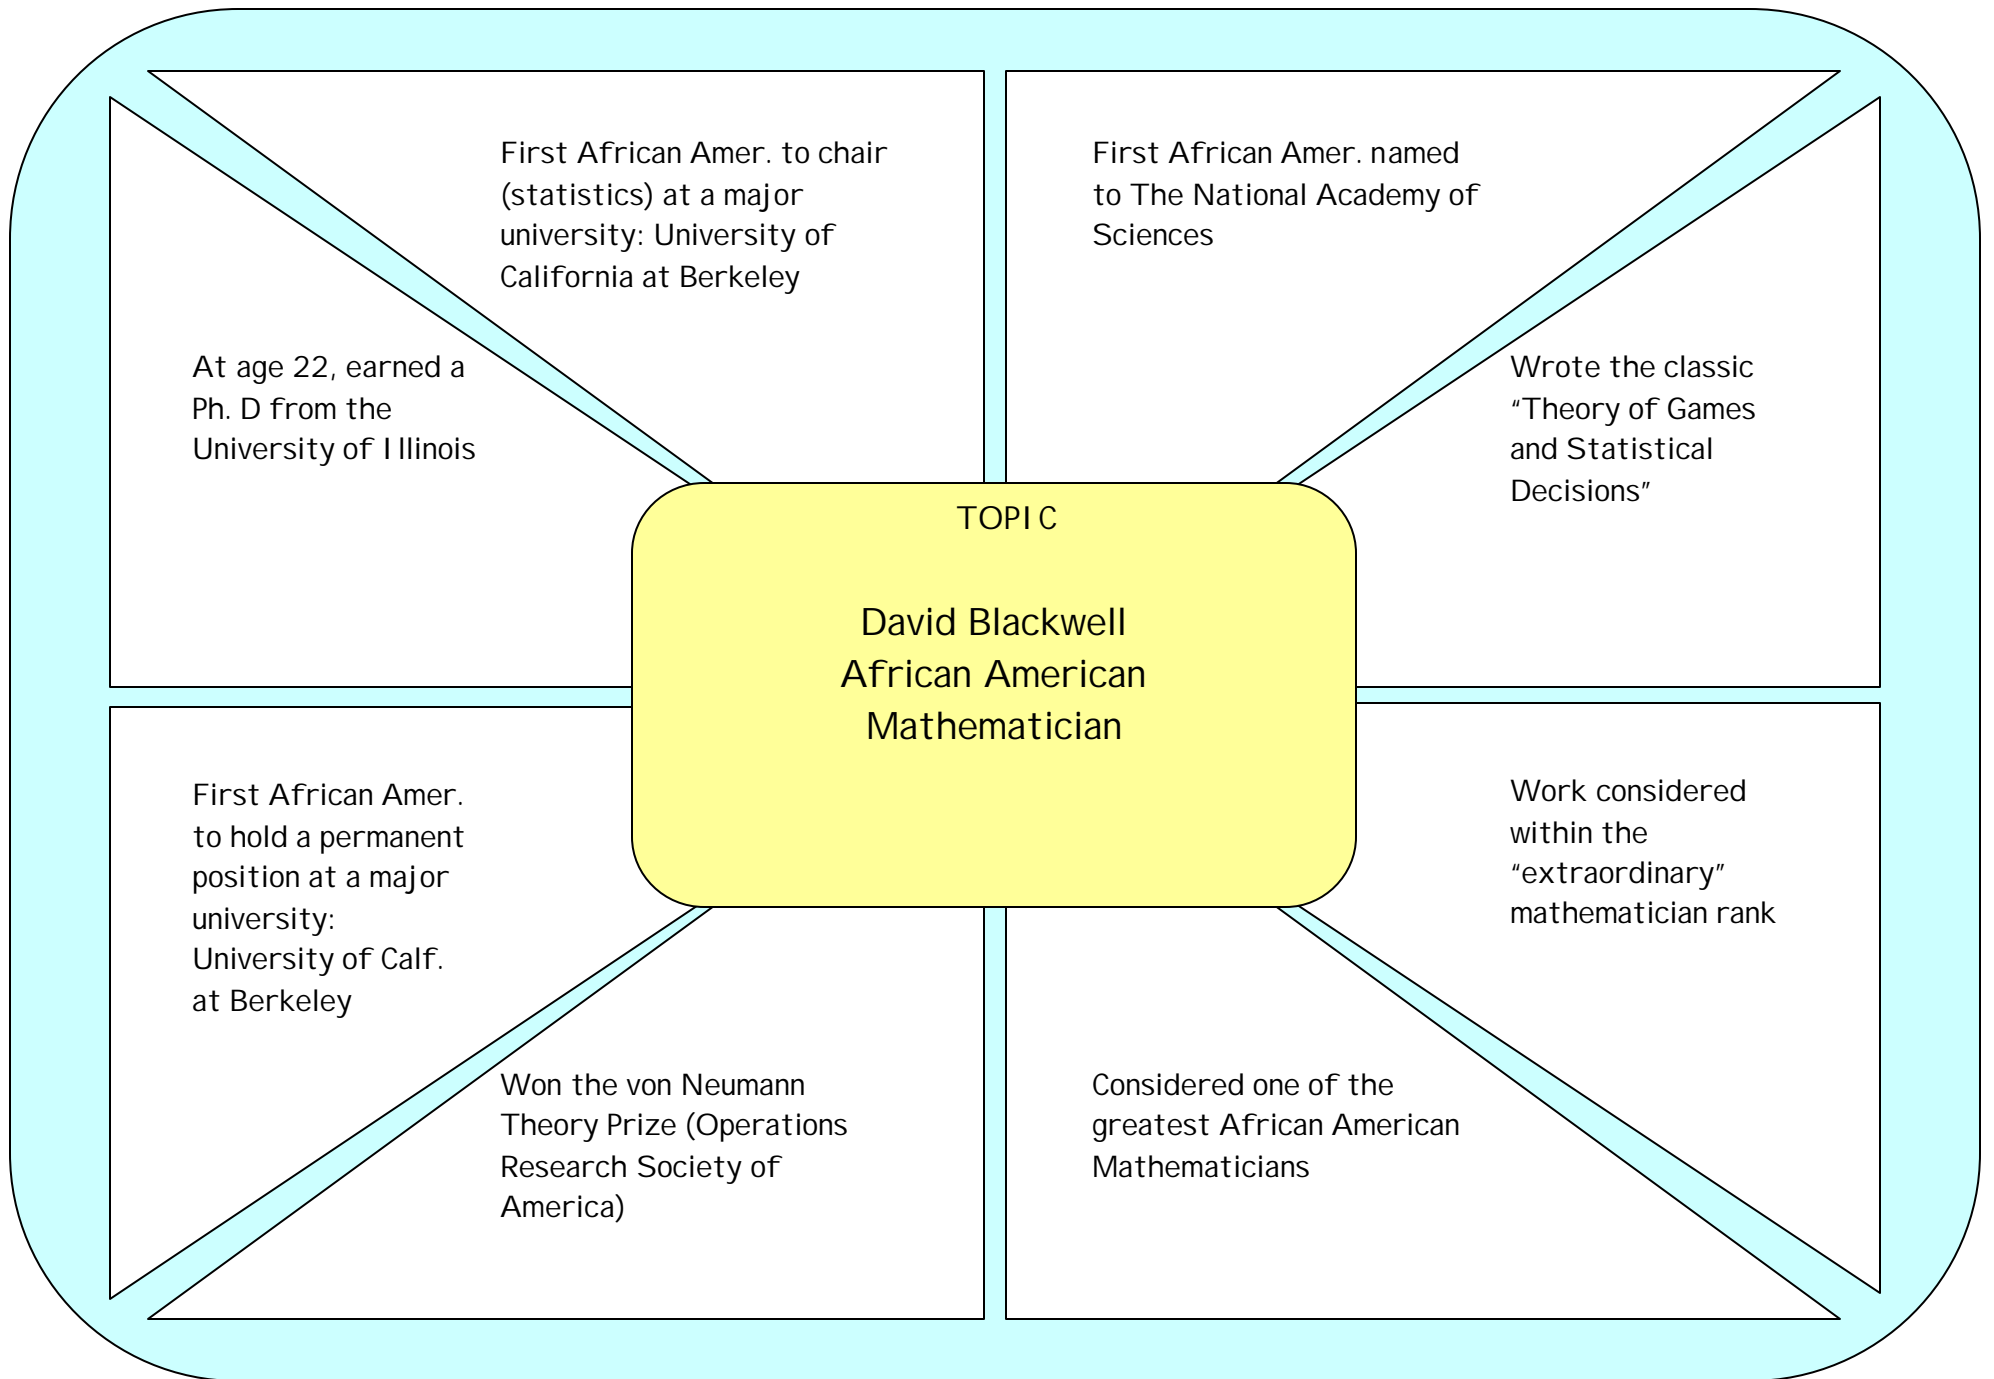 First African Amer. to chair
(statistics) at a major
university: University of
California at Berkeley
First African Amer. named
to The National Academy of
Sciences
At age 22, earned a
Ph. D from the
University of Illinois
Wrote the classic
“Theory of Games
and Statistical
Decisions”
TOPIC
David Blackwell
African American
Mathematician
First African Amer.
to hold a permanent
position at a major
university:
University of Calf.
at Berkeley
Work considered
within the
“extraordinary”
mathematician rank
Won the von Neumann
Theory Prize (Operations
Research Society of
America)
Considered one of the
greatest African American
Mathematicians